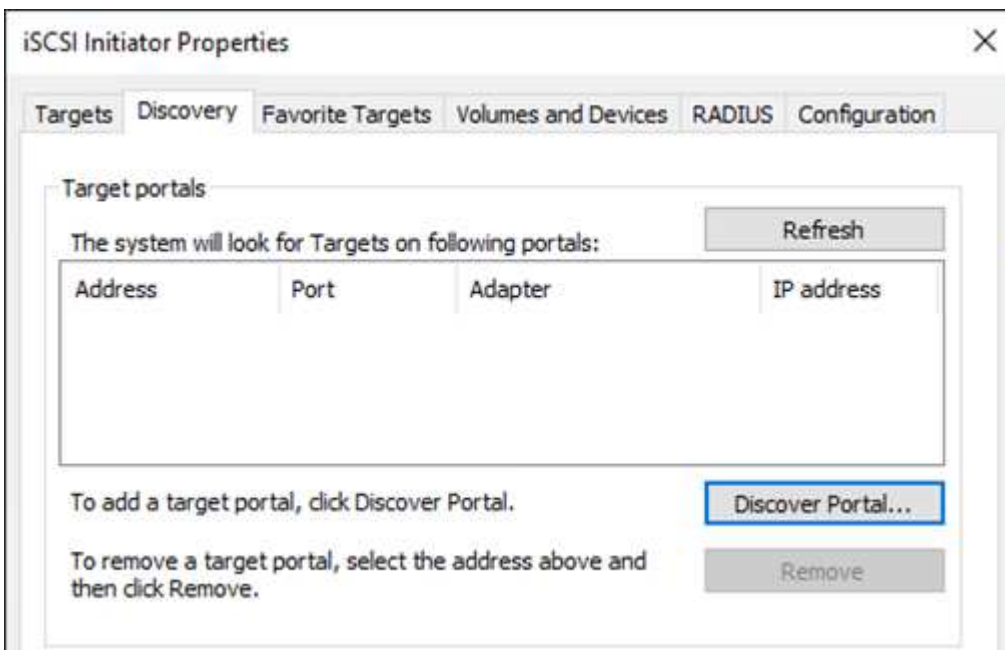 iSCSI Initiator Properties
Targets Discovery Favorite Targets Volumes and Devices RADIUS Configuration
Target portals
The system will look for Targets on following portals:
Refresh
Address Port Adapter IP address
To add a target portal, click Discover Portal.
Discover Portal...
To remove a target portal, select the address above and
then click Remove.
Remove